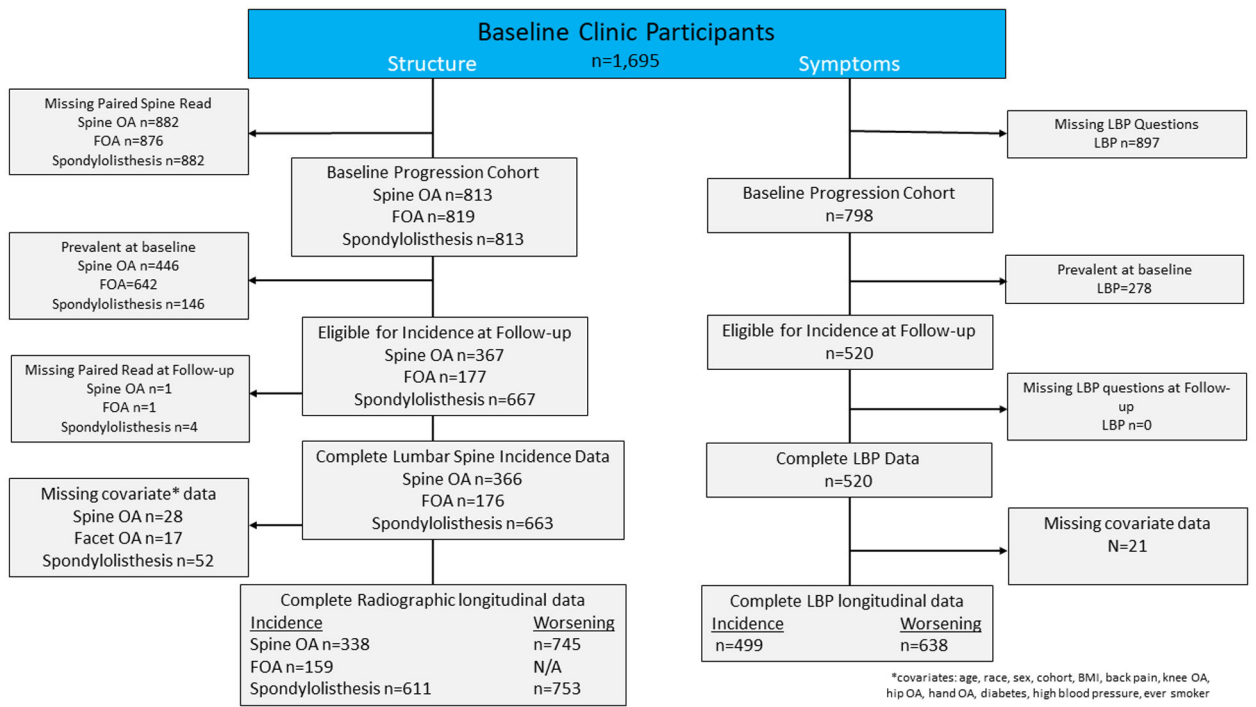 Baseline Clinic Participants
n=1,695
Structure
Symptoms
Missing Paired Spine Read
Spine OA n=882
FOA n=876
Spondylolisthesis n=882
Baseline Progression Cohort
Spine OA n=813
FOA n=819
Spondylolisthesis n=813
Prevalent at baseline
Spine OA n=446
FOA=642
Spondylolisthesis n=146
Eligible for Incidence at Follow-up
Spine OA n=367
FOA n=177
Spondylolisthesis n=667
Missing Paired Read at Follow-up
Spine OA n=1
FOA n=1
Spondylolisthesis n=4
Complete Lumbar Spine Incidence Data
Spine OA n=366
FOA n=176
Spondylolisthesis n=663
Missing covariate* data
Spine OA n=28
Facet OA n=17
Spondylolisthesis n=52
Complete Radiographic longitudinal data
Incidence Worsening
Spine OA n=338 n=745
FOA n=159 N/A
Spondylolisthesis n=611 n=753
Missing LBP Questions
LBP n=897
Baseline Progression Cohort
n=798
Prevalent at baseline
LBP=278
Eligible for Incidence at Follow-up
n=520
Missing LBP questions at Follow-
up
LBP n=0
Complete LBP Data
n=520
Missing covariate data
N=21
Complete LBP longitudinal data
Incidence Worsening
n=499 n=638
*covariates: age, race, sex, cohort, BMI, back pain, knee OA,
hip OA, hand OA, diabetes, high blood pressure, ever smoker